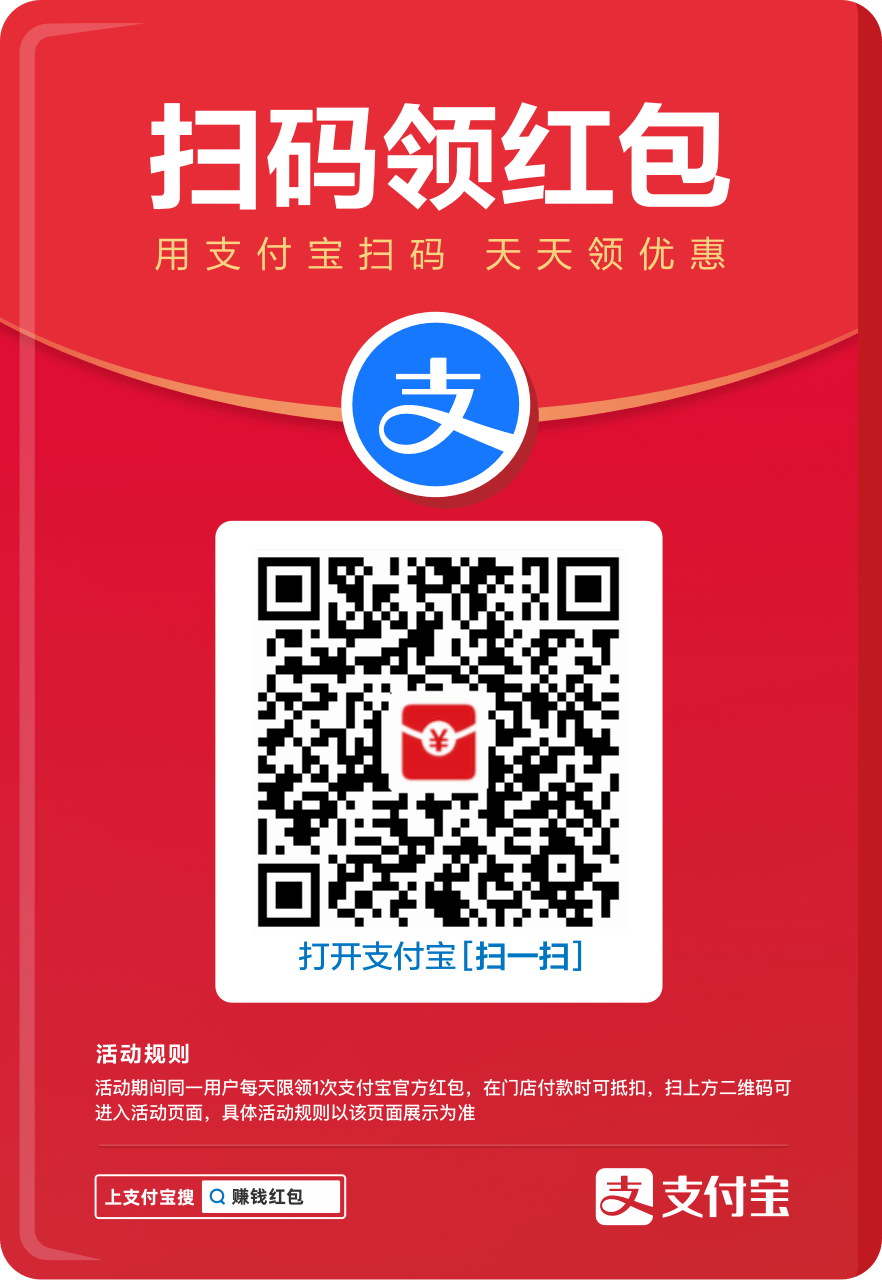 扫码领红包
用支付宝扫码 天天领优惠
支
¥
打开支付宝[扫一扫]
活动规则
活动期间同一用户每天限领1次支付宝官方红包，在门店付款时可抵扣，扫上方二维码可
进入活动页面，具体活动规则以该页面展示为准
上支付宝搜 赚钱红包
支 支付宝